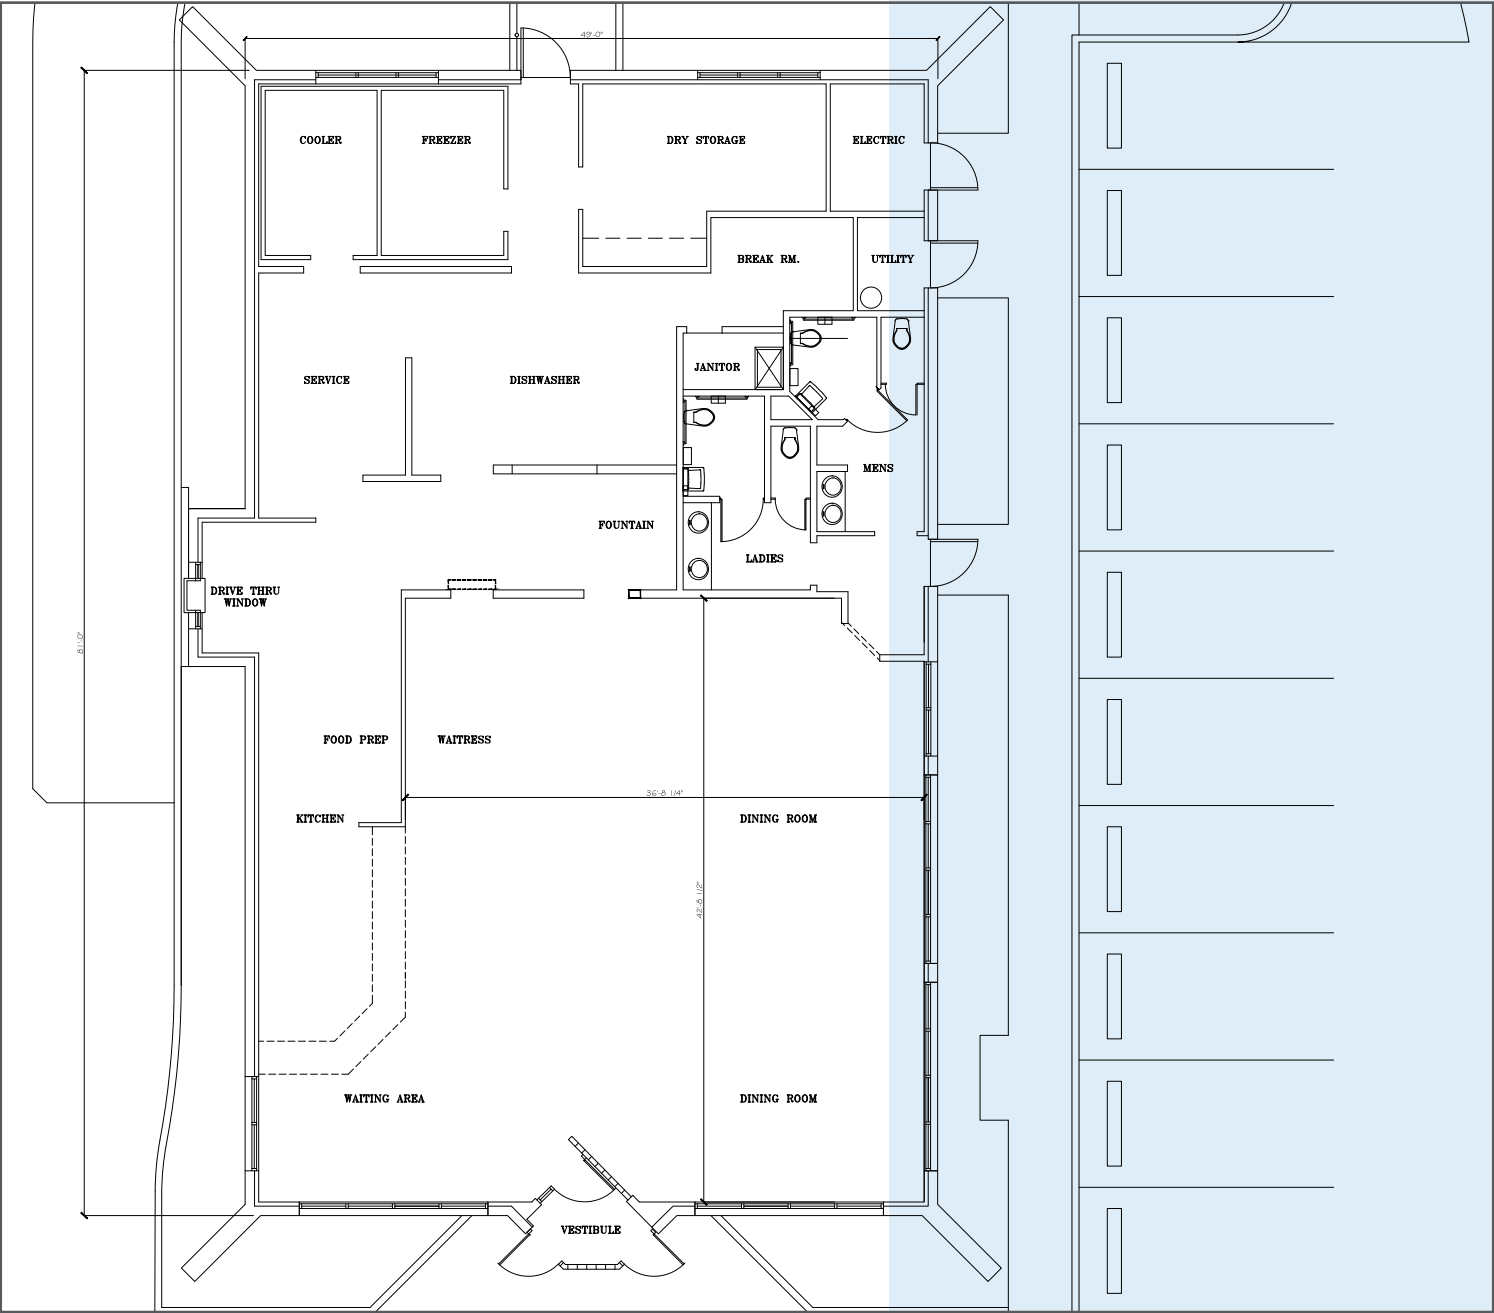 49'-0"
COOLER
FREEZER
DRY STORAGE
ELECTRIC
BREAK RM.
UTILITY
JANITOR
SERVICE
DISHWASHER
MENS
FOUNTAIN
LADIES
DRIVE THRU
WINDOW
81'-0"
FOOD PREP
WAITRESS
36'-8 1/4"
KITCHEN
DINING ROOM
42'-8 1/2"
WAITING AREA
DINING ROOM
VESTIBULE